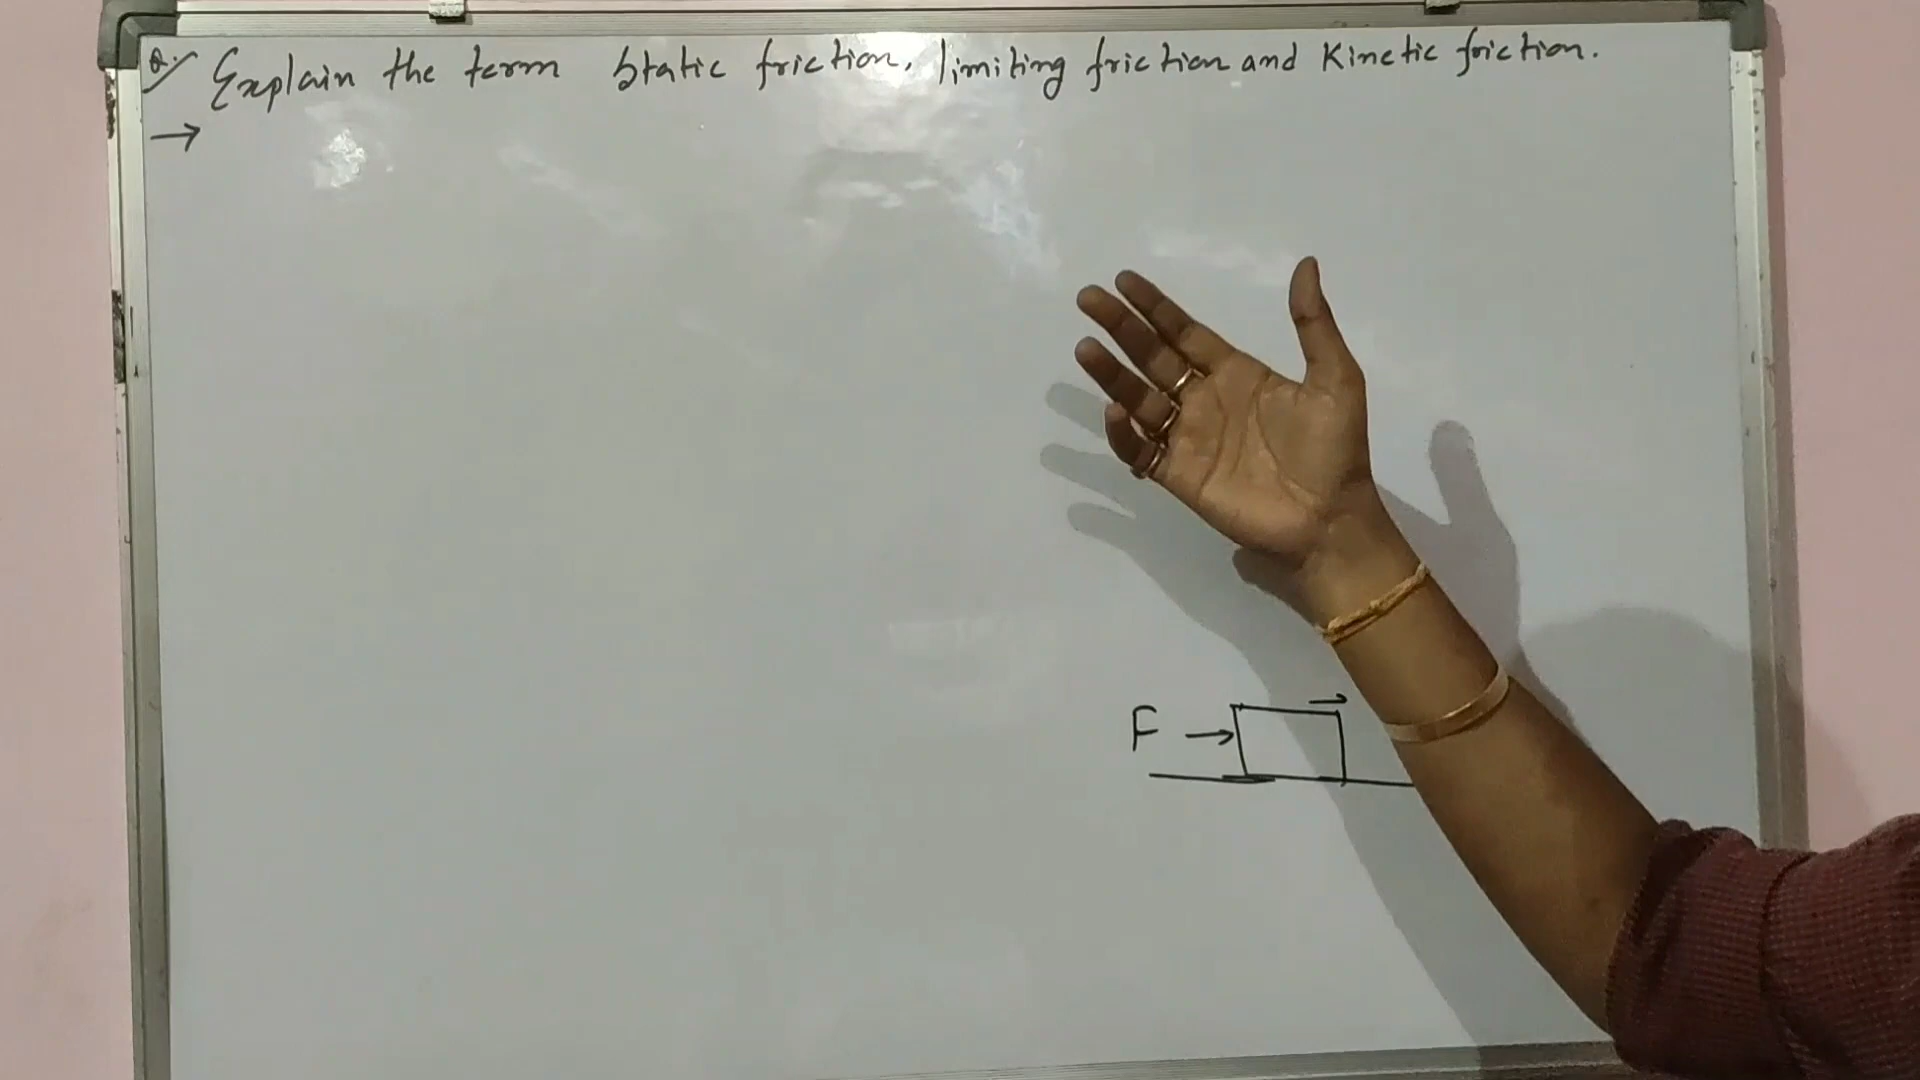 Q. Explain the term Static friction, limiting friction and Kinetic friction.
→
F →